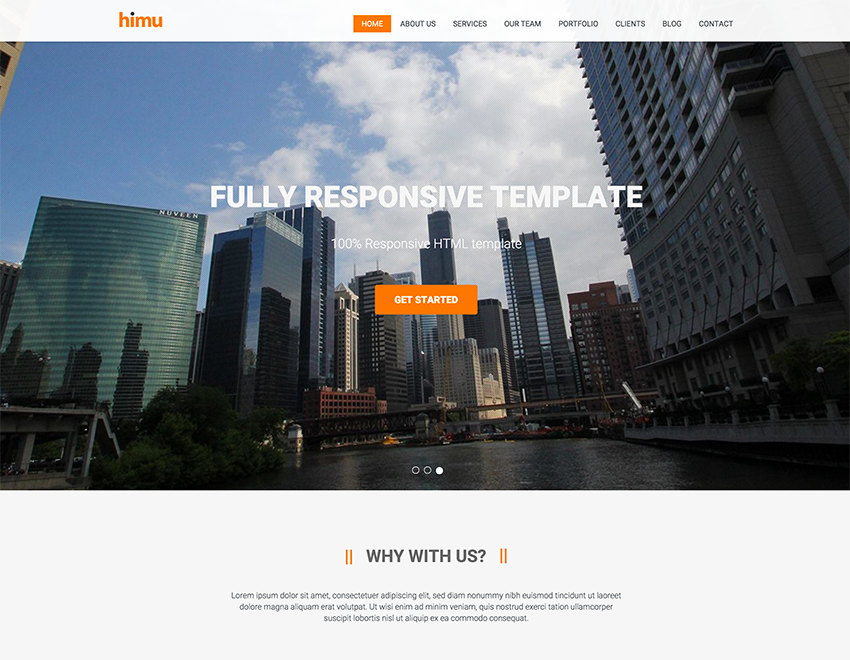 himu
HOME ABOUT US SERVICES OUR TEAM PORTFOLIO CLIENTS BLOG CONTACT
NUVEEN
FULLY RESPONSIVE TEMPLATE
100% Responsive HTML template
GET STARTED
WHY WITH US?
Lorem ipsum dolor sit amet, consectetuer adipiscing elit, sed diam nonummy nibh euismod tincidunt ut laoreet
dolore magna aliquam erat volutpat. Ut wisi enim ad minim veniam, quis nostrud exerci tation ullamcorper
suscipit lobortis nisl ut aliquip ex ea commodo consequat.